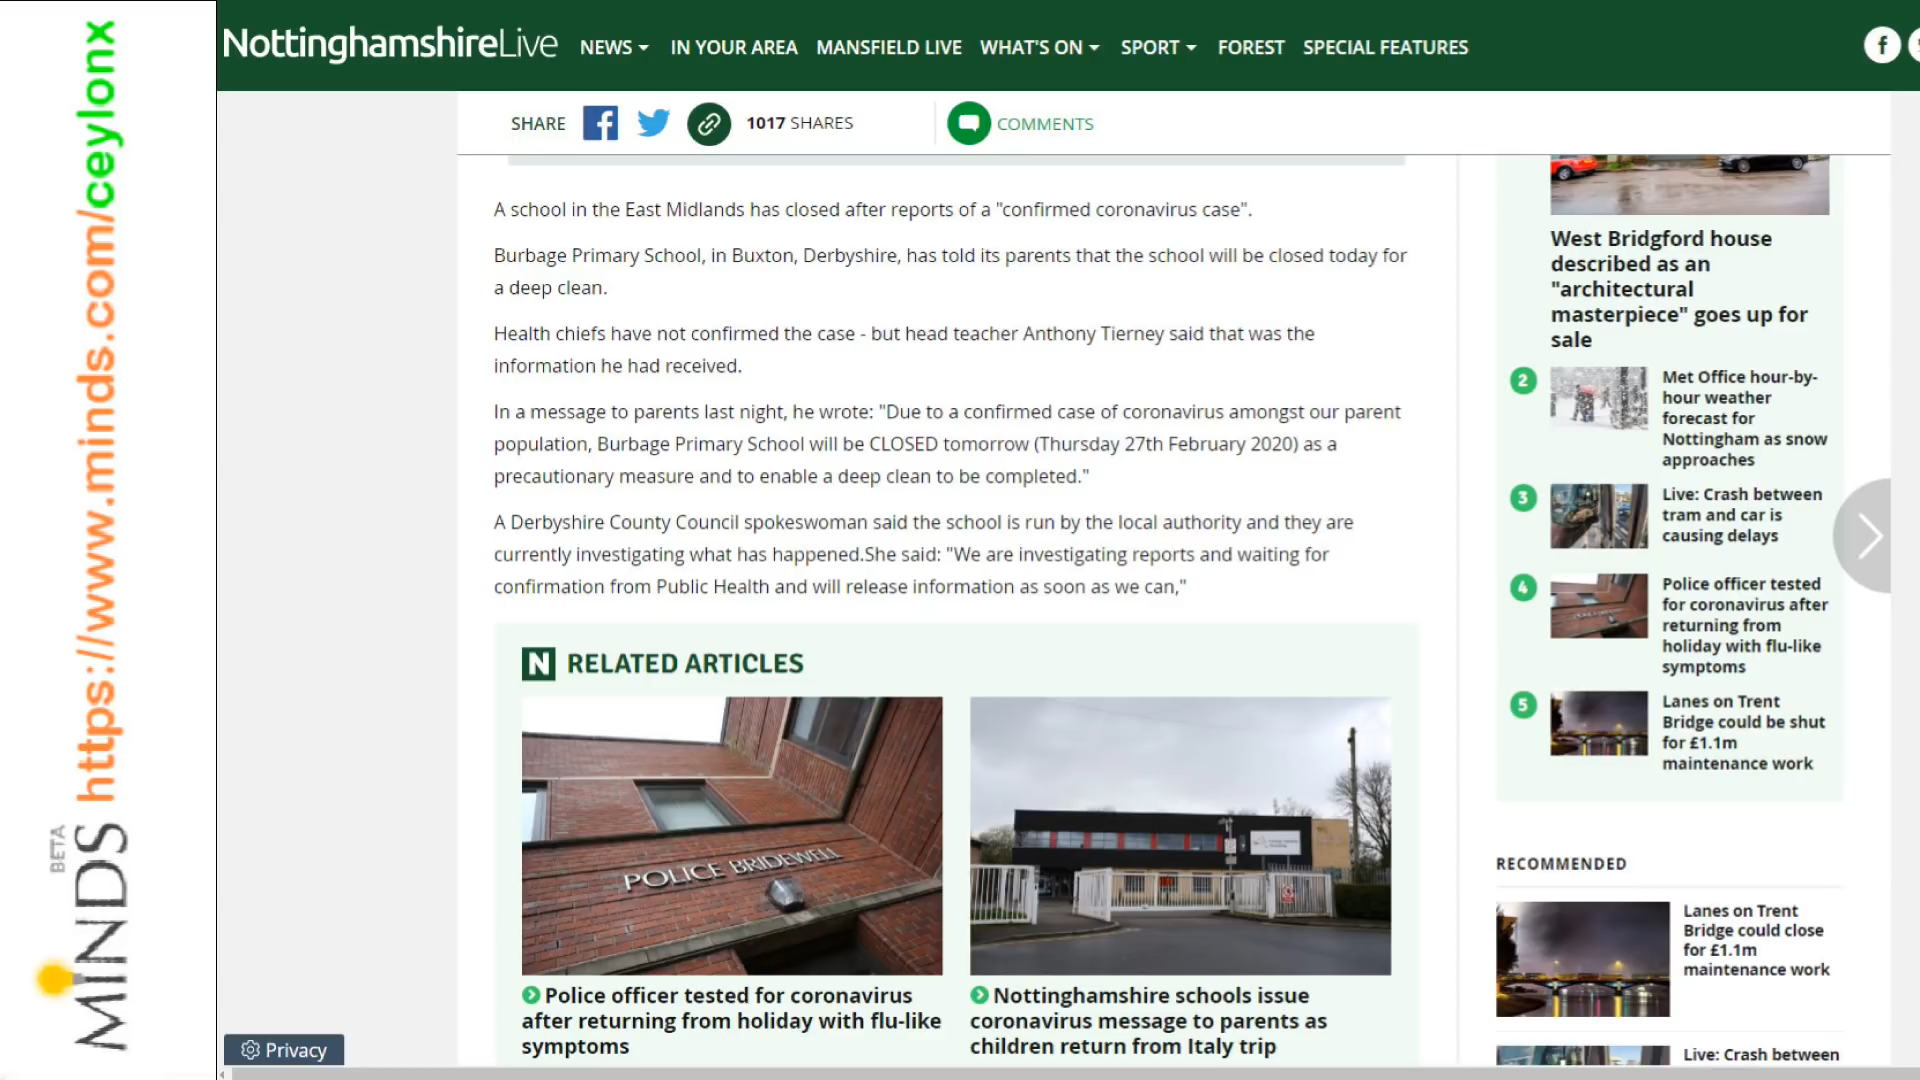 BETA
MINDS https://www.minds.com/ceylonx
NottinghamshireLive
NEWS IN YOUR AREA MANSFIELD LIVE WHAT'S ON SPORT FOREST SPECIAL FEATURES
SHARE 1017 SHARES COMMENTS
A school in the East Midlands has closed after reports of a "confirmed coronavirus case".
Burbage Primary School, in Buxton, Derbyshire, has told its parents that the school will be closed today for
a deep clean.
Health chiefs have not confirmed the case - but head teacher Anthony Tierney said that was the
information he had received.
In a message to parents last night, he wrote: "Due to a confirmed case of coronavirus amongst our parent
population, Burbage Primary School will be CLOSED tomorrow (Thursday 27th February 2020) as a
precautionary measure and to enable a deep clean to be completed."
A Derbyshire County Council spokeswoman said the school is run by the local authority and they are
currently investigating what has happened.She said: "We are investigating reports and waiting for
confirmation from Public Health and will release information as soon as we can,"
N RELATED ARTICLES
POLICE BRIDEWELL
Police officer tested for coronavirus
after returning from holiday with flu-like
symptoms
Nottinghamshire schools issue
coronavirus message to parents as
children return from Italy trip
Privacy
West Bridgford house
described as an
"architectural
masterpiece" goes up for
sale
2
Met Office hour-by-
hour weather
forecast for
Nottingham as snow
approaches
3
Live: Crash between
tram and car is
causing delays
4
Police officer tested
for coronavirus after
returning from
holiday with flu-like
symptoms
5
Lanes on Trent
Bridge could be shut
for £1.1m
maintenance work
RECOMMENDED
Lanes on Trent
Bridge could close
for £1.1m
maintenance work
Live: Crash between